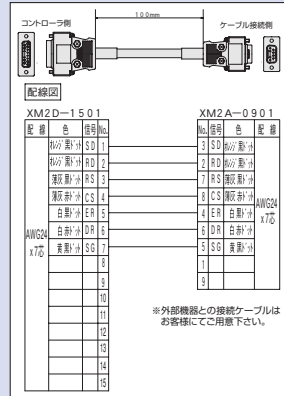 100mm
コントローラ側
ケーブル接続側
配線図
XM2D-1501
配 線 色 信号 No.
AWG24
x7芯
オレンジ 黒ドット SD 1
オレンジ 黒ドット RD 2
薄灰 黒ドット RS 3
薄灰 赤ドット CS 4
白 黒ドット ER 5
白 赤ドット DR 6
黄 黒ドット SG 7
8
9
10
11
12
13
14
15
XM2A-0901
No. 信号 色 配 線
3 SD オレンジ 黒ドット
2 RD オレンジ 黒ドット
7 RS 薄灰 黒ドット
8 CS 薄灰 赤ドット
4 ER 白 黒ドット
6 DR 白 赤ドット
5 SG 黄 黒ドット
1
9
AWG24
x7芯
※外部機器との接続ケーブルは
お客様にてご用意下さい。